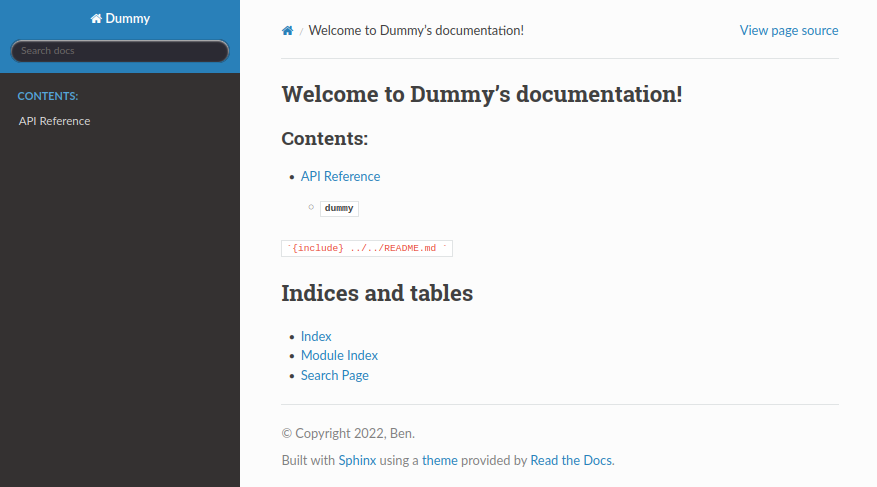 Dummy
Search docs
CONTENTS:
API Reference
/ Welcome to Dummy’s documentation!
View page source
Welcome to Dummy’s documentation!
Contents:
API Reference
dummy
`{include} ../../README.md `
Indices and tables
Index
Module Index
Search Page
© Copyright 2022, Ben.
Built with Sphinx using a theme provided by Read the Docs.